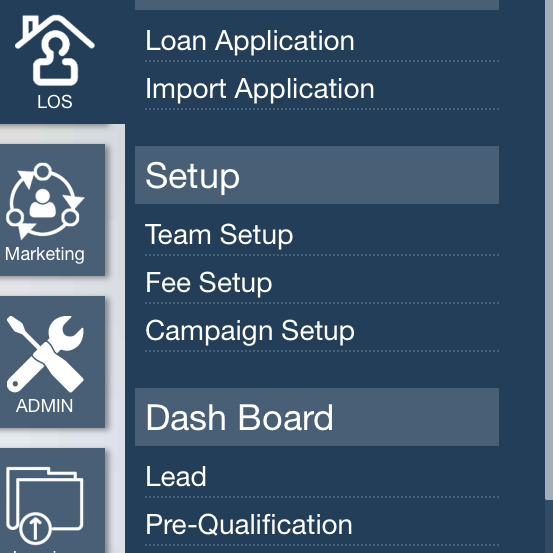 LOS
Marketing
ADMIN
Loan Application
Import Application
Setup
Team Setup
Fee Setup
Campaign Setup
Dash Board
Lead
Pre-Qualification